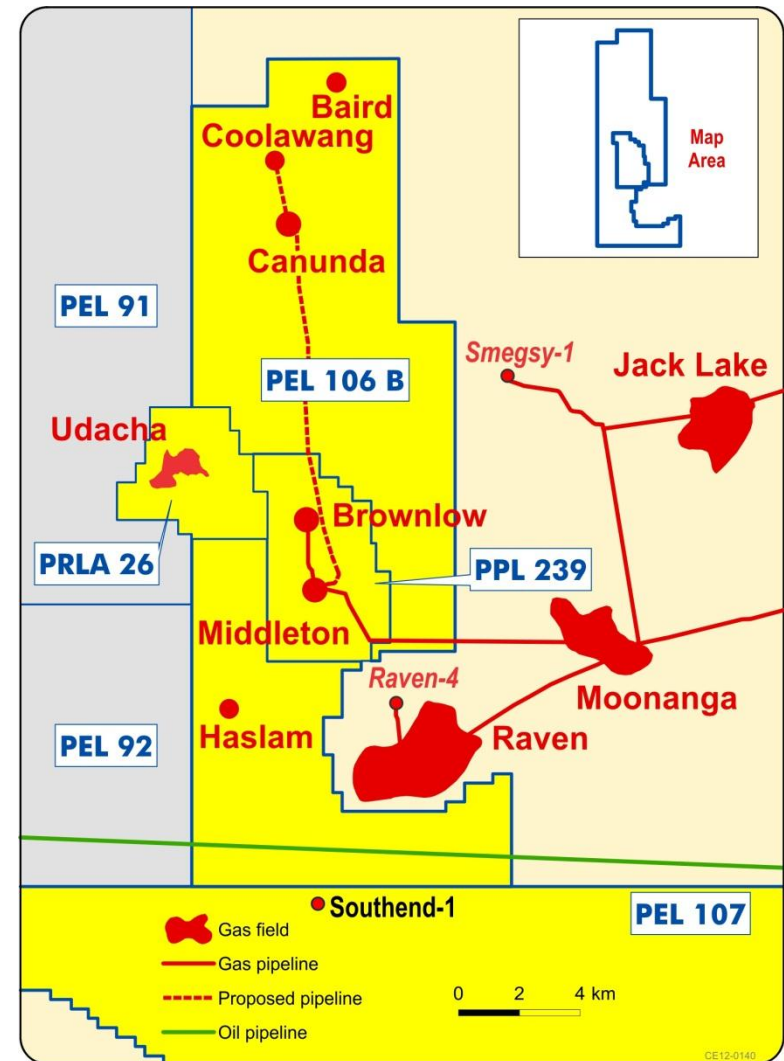 Baird
Coolawang
Map
Area
Canunda
PEL 91
Smegsy-1
Jack Lake
PEL 106 B
Udacha
Brownlow
PRLA 26
PPL 239
Middleton
Raven-4
Moonanga
PEL 92
Haslam
Raven
Southend-1
PEL 107
Gas field
Gas pipeline
Proposed pipeline
0 2 4 km
Oil pipeline
CE12-0140